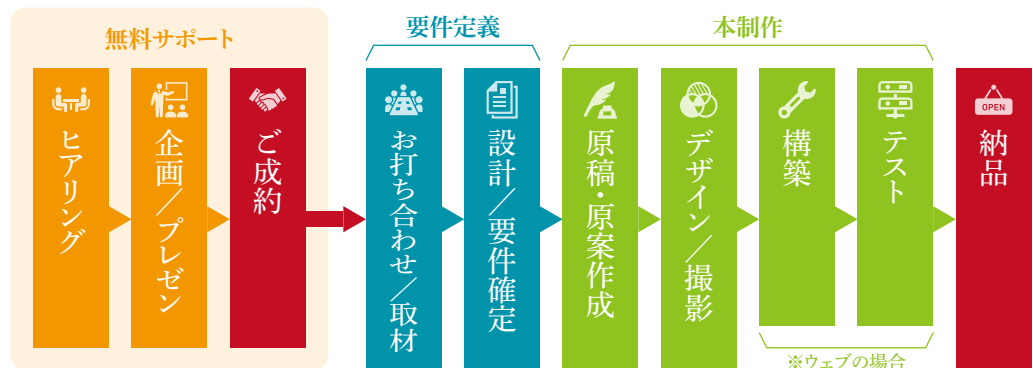 無料サポート
要件定義
本制作
ヒアリング
企画／プレゼン
ご成約
お打ち合わせ／取材
設計／要件確定
原稿・原案作成
デザイン／撮影
構築
テスト
OPEN
納品
※ウェブの場合